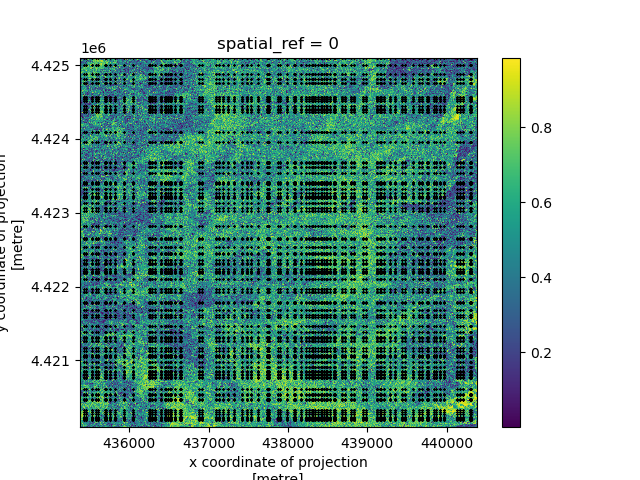 spatial_ref = 0
1e6
4.425
4.424
4.423
4.422
4.421
y coordinate of projection
[metre]
436000 437000 438000 439000 440000
x coordinate of projection
[metre]
0.8
0.6
0.4
0.2